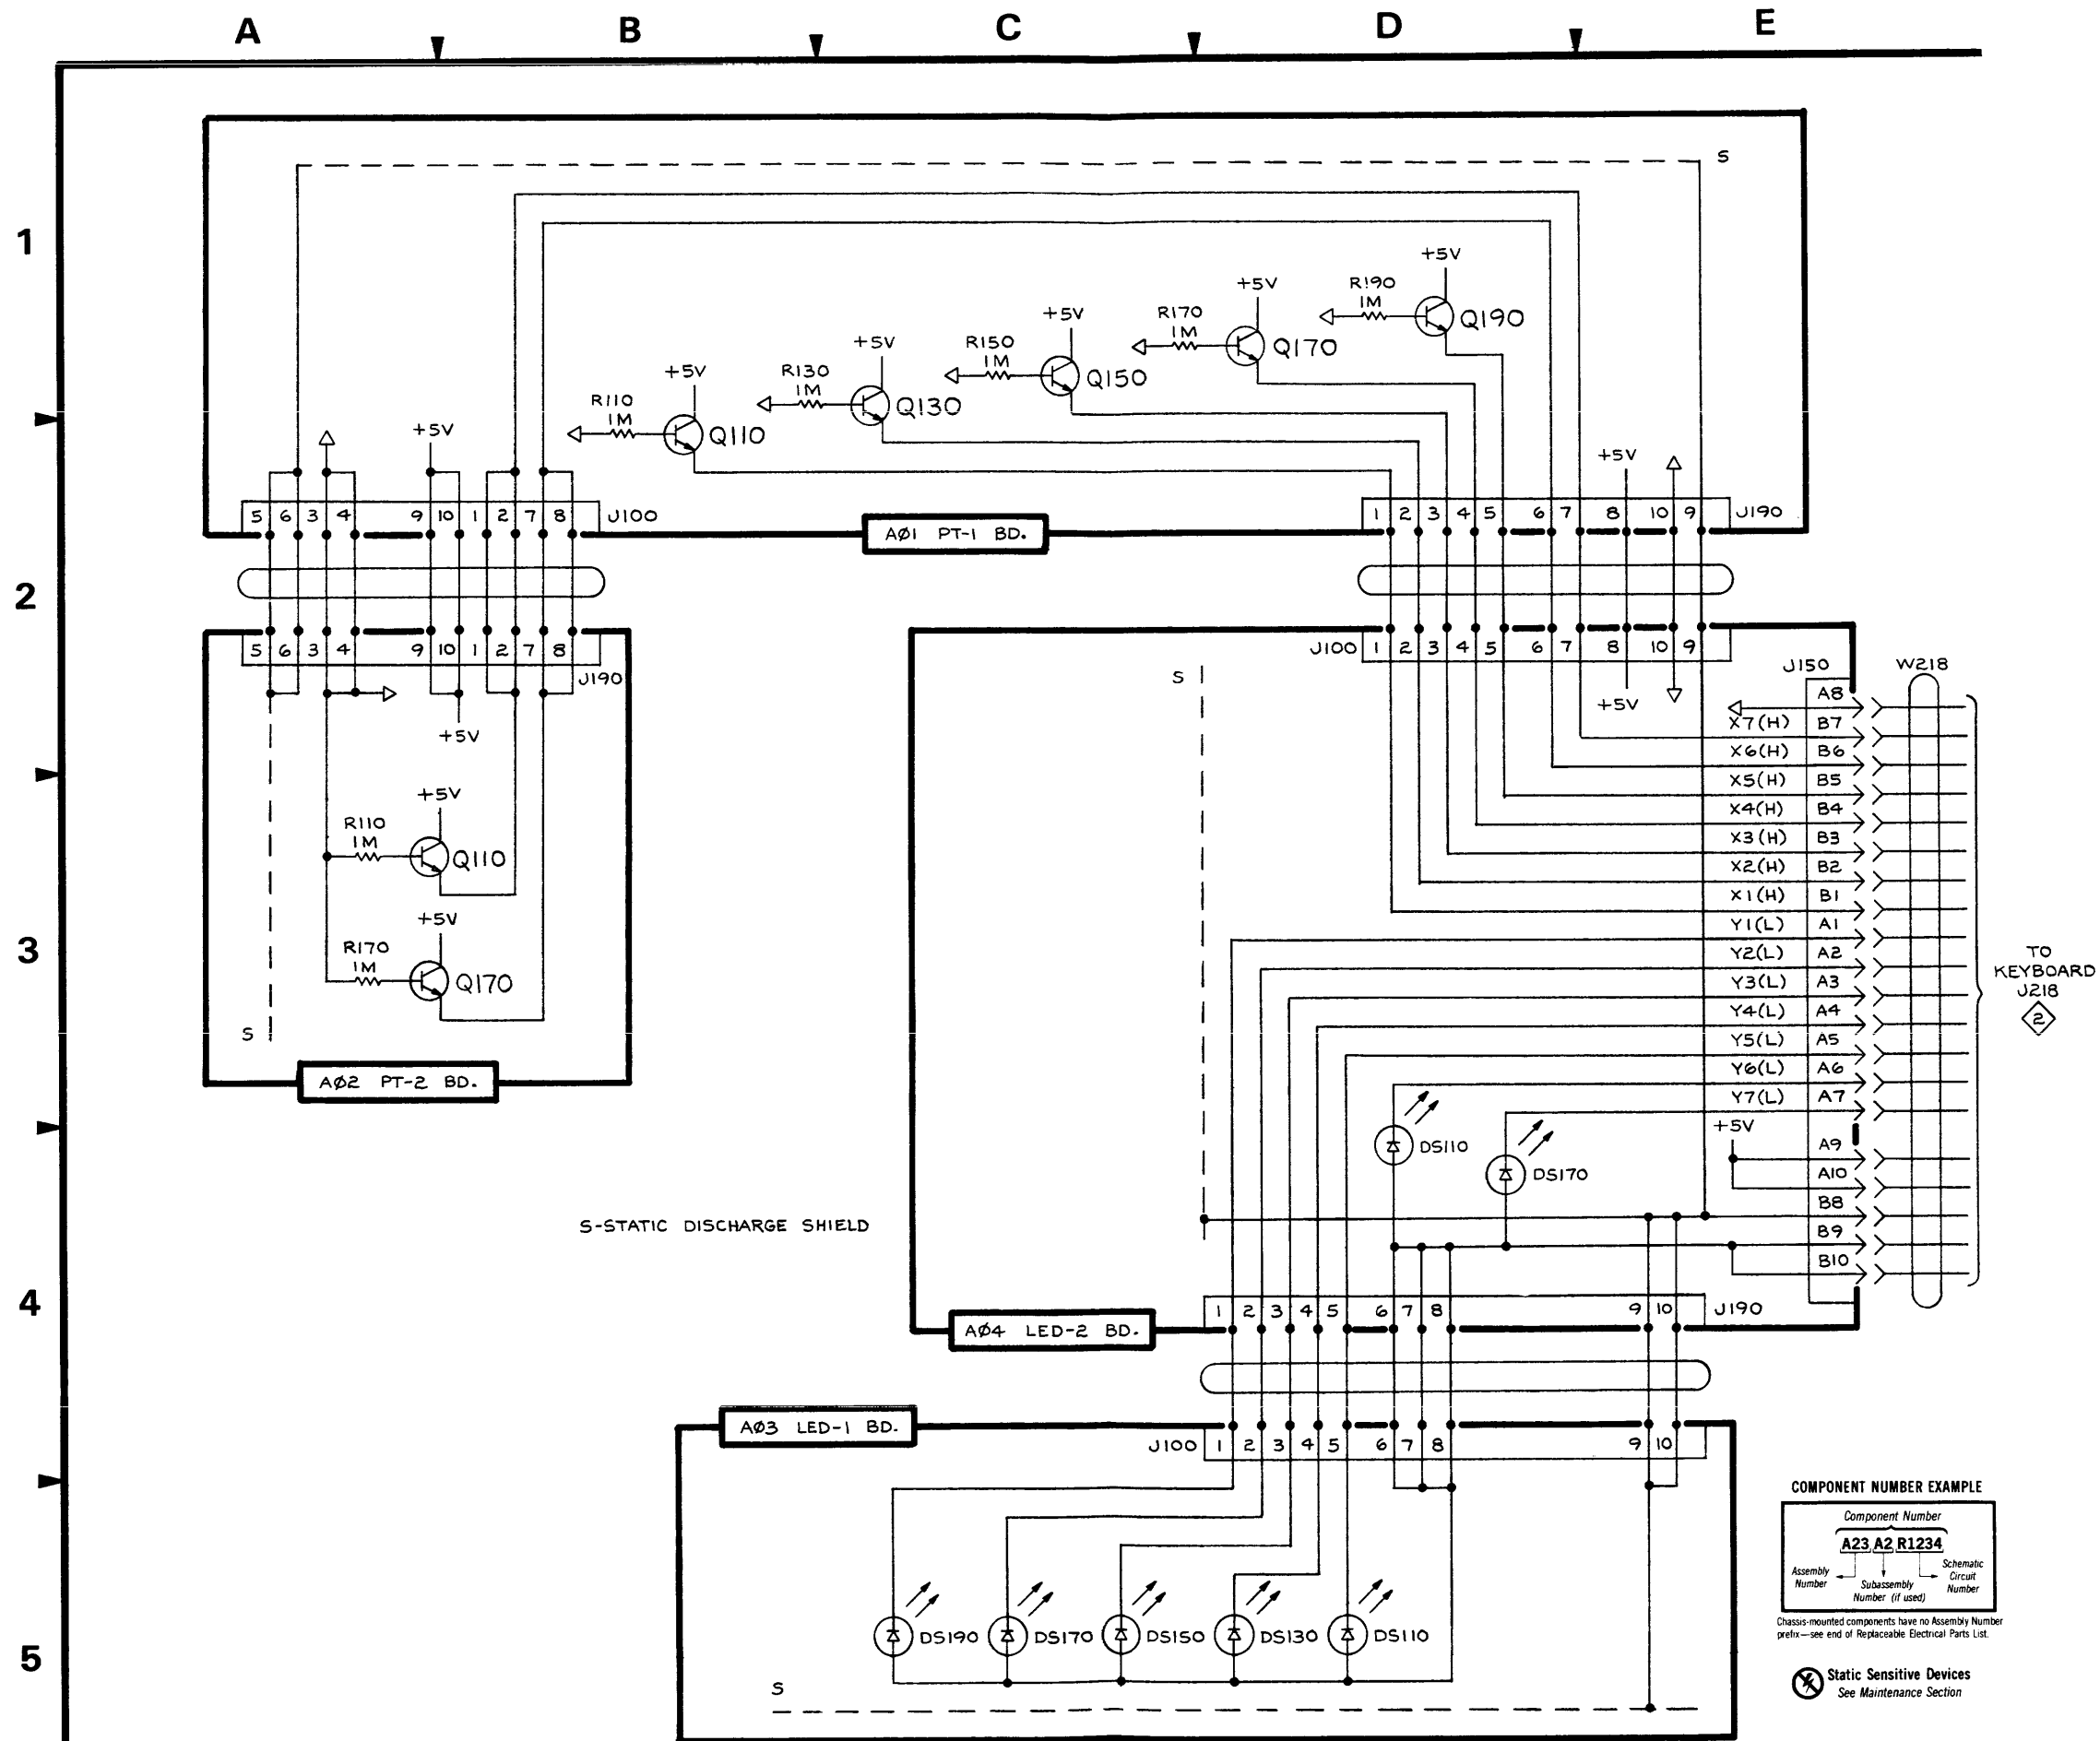 A B C D E
1
2
3
4
5
S
+5V
R190
1M
Q190
+5V
R170
1M
Q170
+5V
R150
1M
Q150
+5V
R130
1M
Q130
+5V
R110
1M
Q110
+5V
+5V
5 6 3 4 9 10 1 2 7 8 J100
1 2 3 4 5 6 7 8 10 9 J190
AØ1 PT-1 BD.
5 6 3 4 9 10 1 2 7 8
J190
J100 1 2 3 4 5 6 7 8 10 9
+5V
+5V
S
J150 W218
A8
X7(H) B7
X6(H) B6
X5(H) B5
X4(H) B4
X3(H) B3
X2(H) B2
X1(H) B1
Y1(L) A1
Y2(L) A2
Y3(L) A3
Y4(L) A4
Y5(L) A5
Y6(L) A6
Y7(L) A7
+5V
A9
A10
B8
B9
B10
TO
KEYBOARD
J218
2
+5V
R110
1M
Q110
+5V
R170
1M
Q170
S
AØ2 PT-2 BD.
DS110
DS170
S-STATIC DISCHARGE SHIELD
1 2 3 4 5 6 7 8 9 10 J190
AØ4 LED-2 BD.
AØ3 LED-1 BD.
J100 1 2 3 4 5 6 7 8 9 10
DS190 DS170 DS150 DS130 DS110
S
COMPONENT NUMBER EXAMPLE
Component Number
A23 A2 R1234
Assembly
Number
Subassembly
Number (if used)
Schematic
Circuit
Number
Chassis-mounted components have no Assembly Number
prefix—see end of Replaceable Electrical Parts List.
Static Sensitive Devices
See Maintenance Section